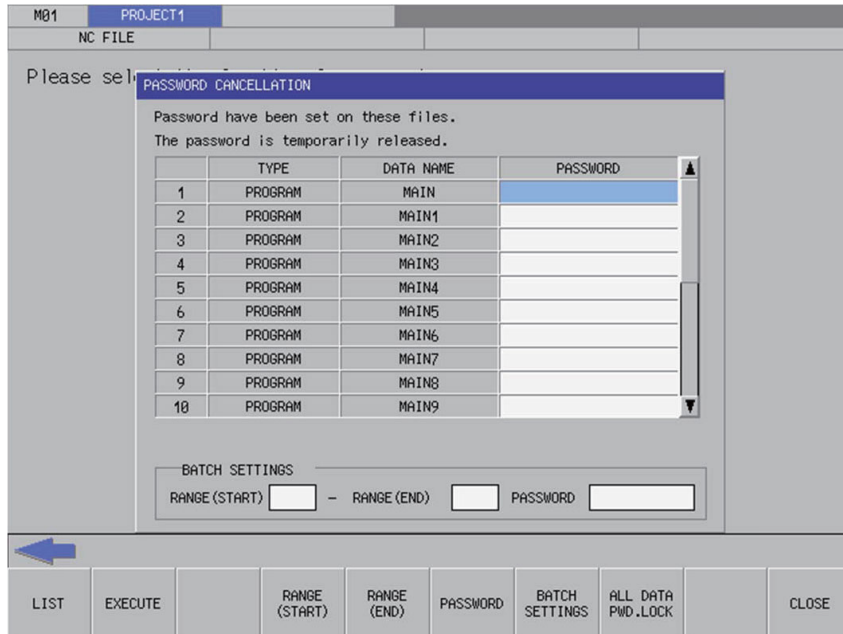 M01 PROJECT1
NC FILE
Please sel
PASSWORD CANCELLATION
Password have been set on these files.
The password is temporarily released.
TYPE DATA NAME PASSWORD
1 PROGRAM MAIN
2 PROGRAM MAIN1
3 PROGRAM MAIN2
4 PROGRAM MAIN3
5 PROGRAM MAIN4
6 PROGRAM MAIN5
7 PROGRAM MAIN6
8 PROGRAM MAIN7
9 PROGRAM MAIN8
10 PROGRAM MAIN9
BATCH SETTINGS
RANGE(START) – RANGE(END) PASSWORD
LIST EXECUTE RANGE (START) RANGE (END) PASSWORD BATCH SETTINGS ALL DATA PWD.LOCK CLOSE